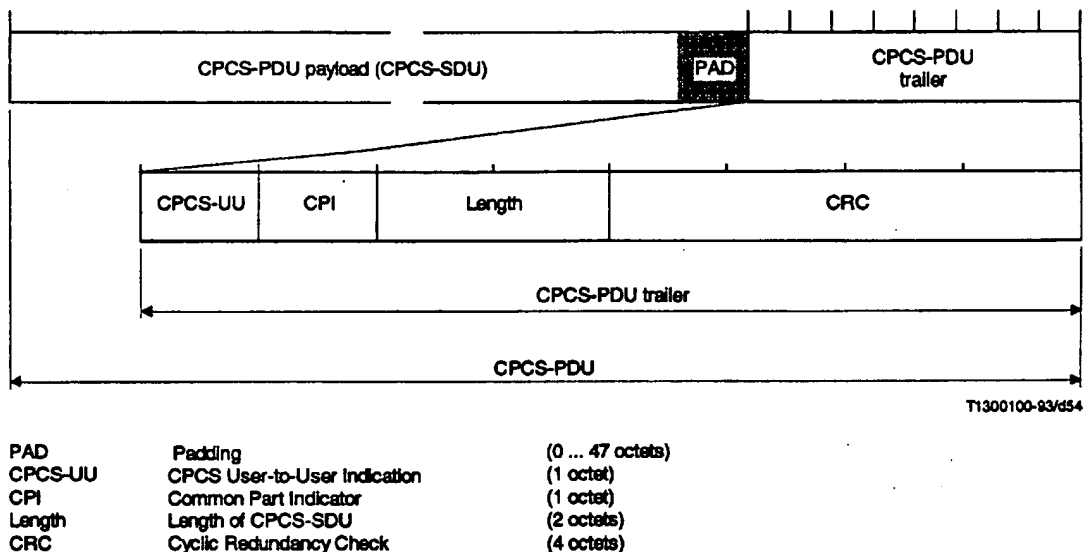 CPCS-PDU payload (CPCS-SDU)
PAD
CPCS-PDU
trailer
CPCS-UU
CPI
Length
CRC
CPCS-PDU trailer
CPCS-PDU
T1300100-93/d54
PAD Padding (0 ... 47 octets)
CPCS-UU CPCS User-to-User Indication (1 octet)
CPI Common Part Indicator (1 octet)
Length Length of CPCS-SDU (2 octets)
CRC Cyclic Redundancy Check (4 octets)